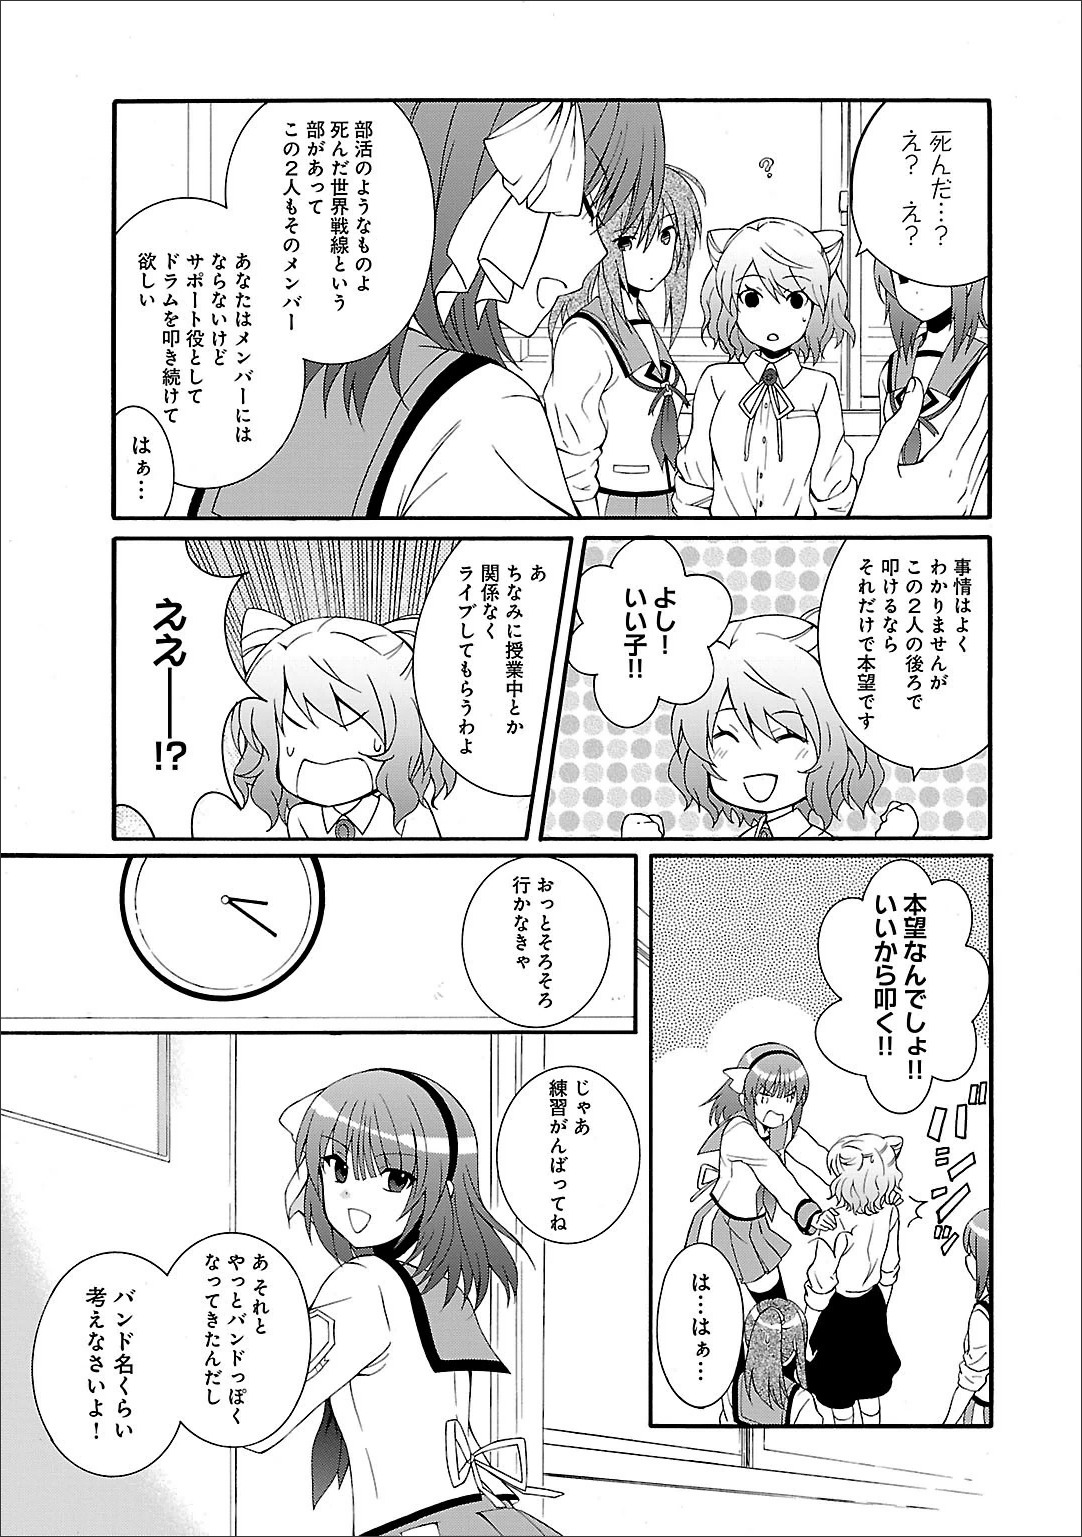 死んだ…？
え？　え？
？
部活のようなものよ
死んだ世界戦線という
部があって
この２人もそのメンバー
あなたはメンバーには
ならないけど
サポート役として
ドラムを叩き続けて
欲しい
はぁ…
事情はよく
わかりませんが
この２人の後ろで
叩けるなら
それだけで本望です
よし！
いい子!!
あ
ちなみに授業中とか
関係なく
ライブしてもらうわよ
ええ――!?
本望なんでしょ!!
いいから叩く!!
バンバンッ
は…はぁ…
おっとそろそろ
行かなきゃ
じゃあ
練習がんばってね
あ それと
やっとバンドっぽく
なってきたんだし
バンド名くらい
考えなさいよ！